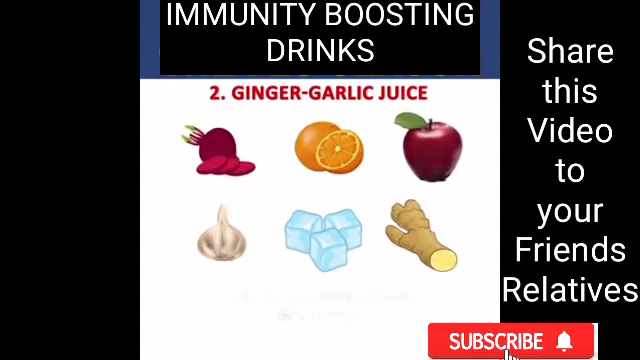 IMMUNITY BOOSTING
DRINKS
2. GINGER-GARLIC JUICE
Share
this
Video
to
your
Friends
Relatives
SUBSCRIBE